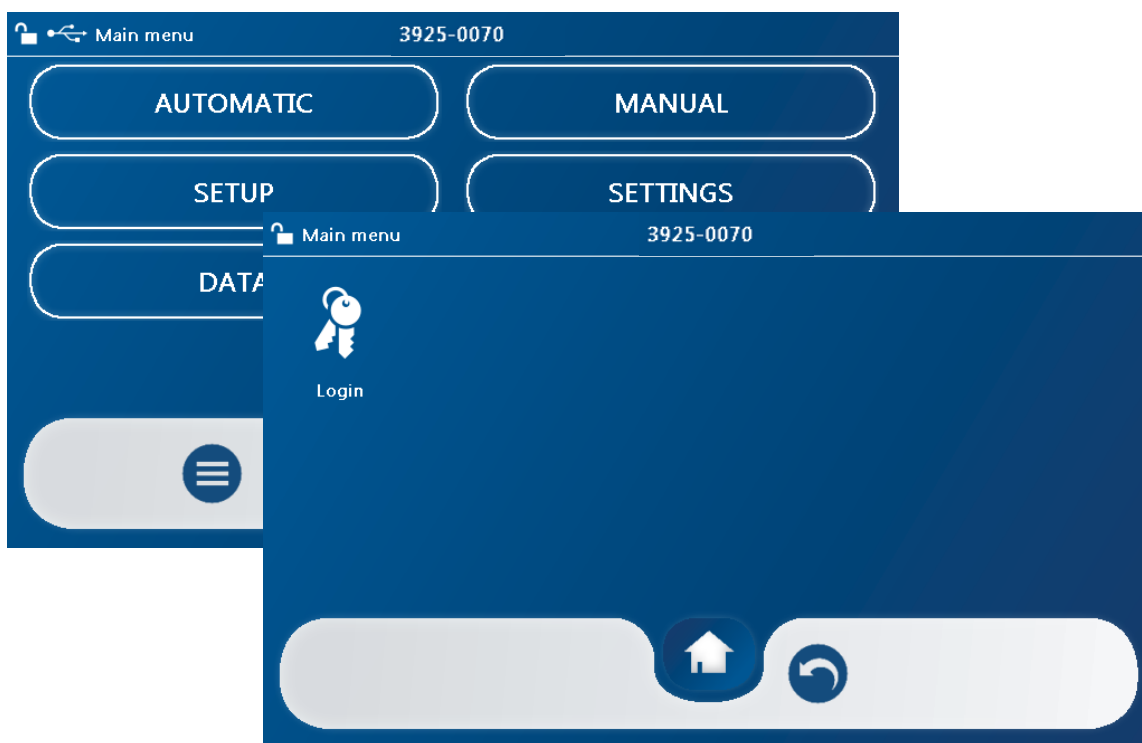 Main menu 3925-0070
AUTOMATIC MANUAL
SETUP SETTINGS
DATA
Main menu 3925-0070
Login